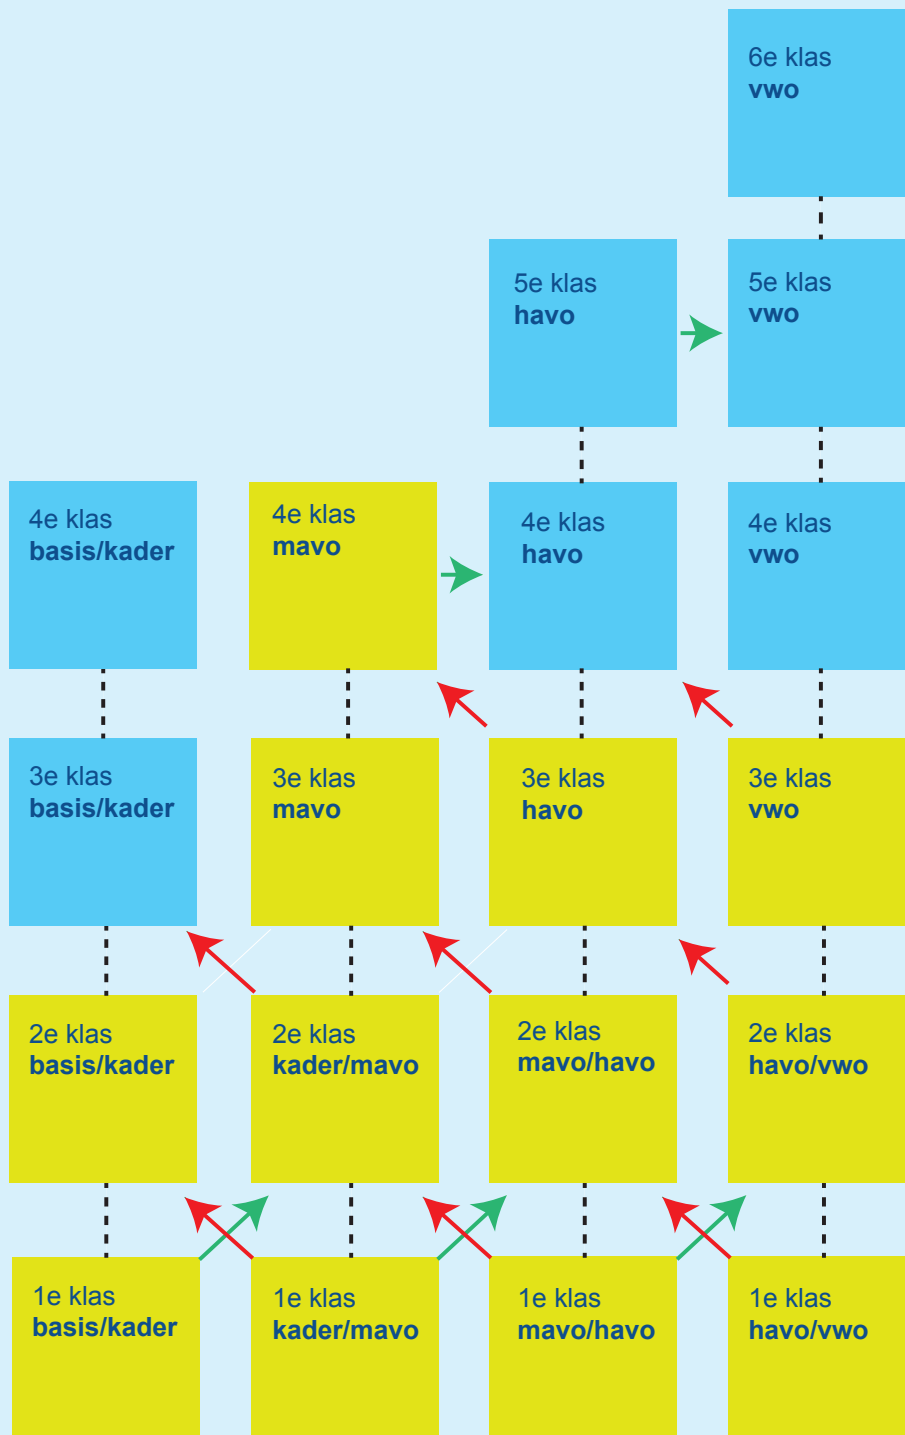 6e klas
vwo
5e klas
havo
5e klas
vwo
4e klas
basis/kader
4e klas
mavo
4e klas
havo
4e klas
vwo
3e klas
basis/kader
3e klas
mavo
3e klas
havo
3e klas
vwo
2e klas
basis/kader
2e klas
kader/mavo
2e klas
mavo/havo
2e klas
havo/vwo
1e klas
basis/kader
1e klas
kader/mavo
1e klas
mavo/havo
1e klas
havo/vwo